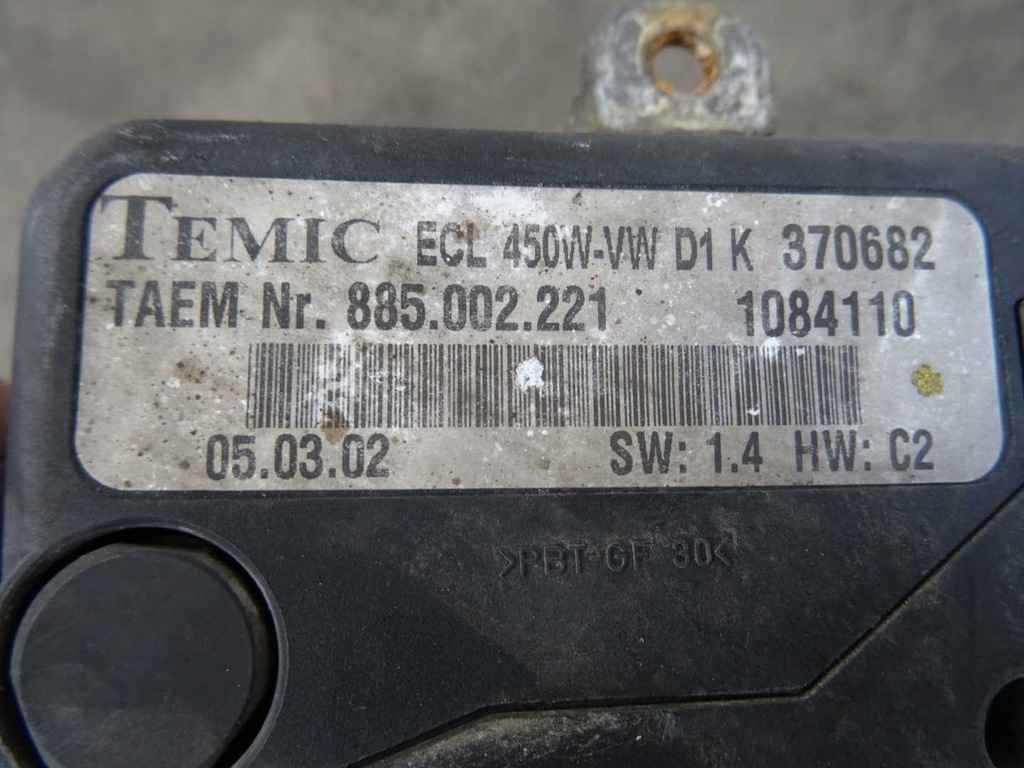 TEMIC ECL 450W-VW D1 K 370682
TAEM Nr. 885.002.221 1084110
05.03.02 SW: 1.4 HW: C2
>PBT-GF 30<